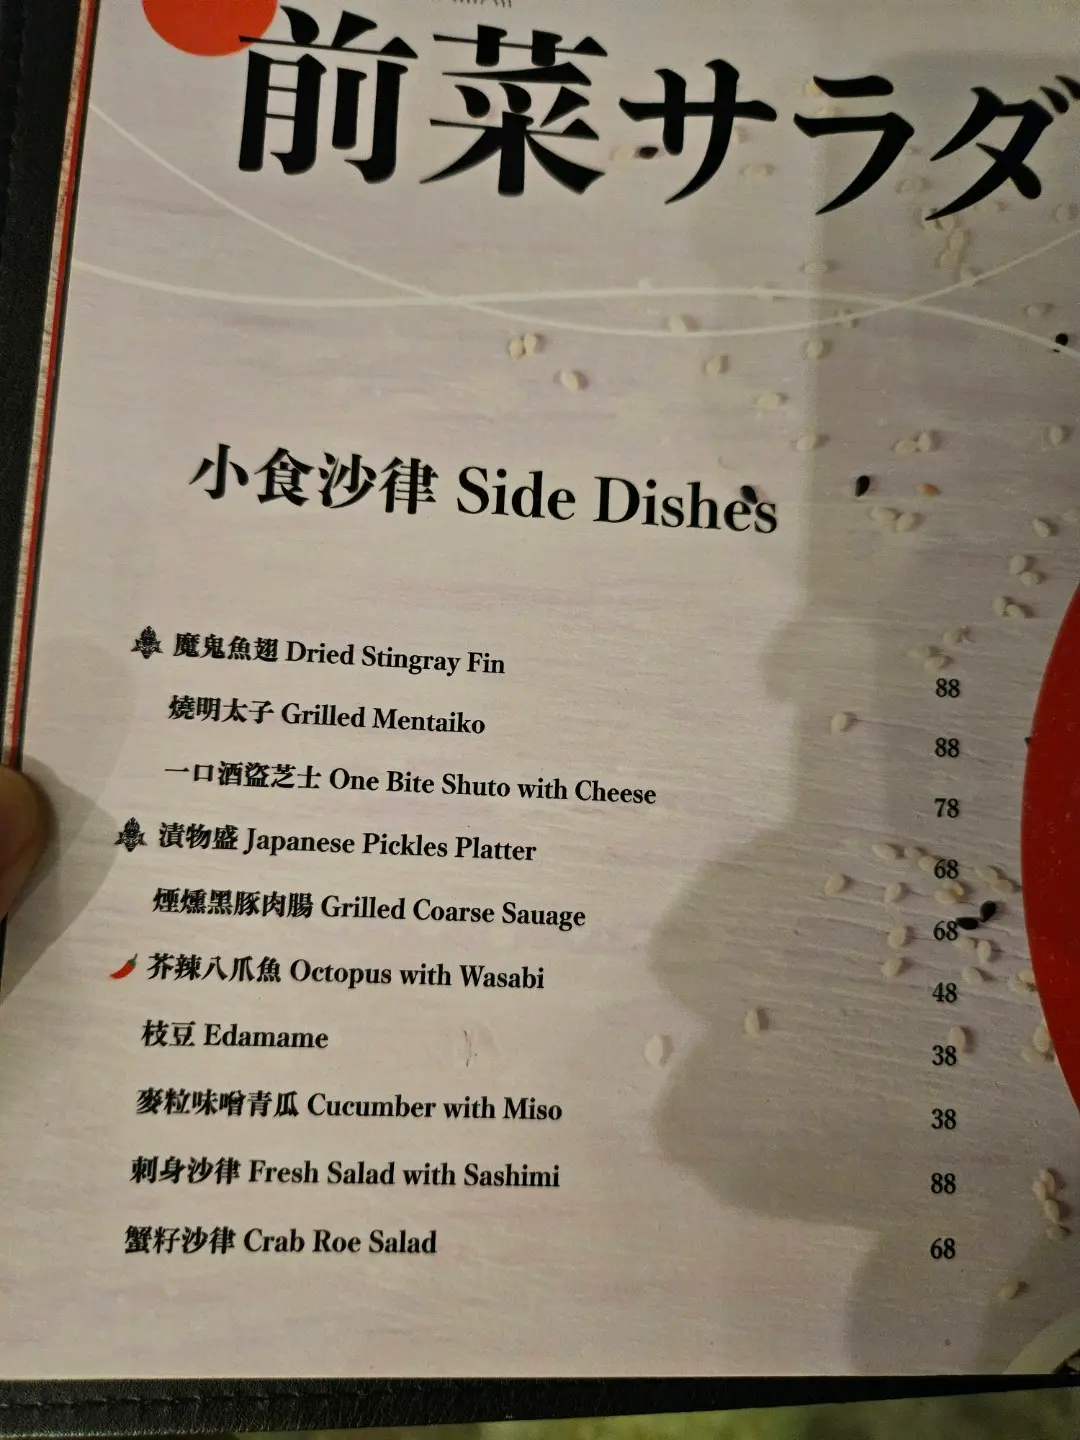 前菜サラダ
小食沙律 Side Dishes
魔鬼魚翅 Dried Stingray Fin 88
燒明太子 Grilled Mentaiko 88
一口酒盜芝士 One Bite Shuto with Cheese 78
漬物盛 Japanese Pickles Platter 68
煙燻黑豚肉腸 Grilled Coarse Sauage 68
芥辣八爪魚 Octopus with Wasabi 48
枝豆 Edamame 38
麥粒味噌青瓜 Cucumber with Miso 38
刺身沙律 Fresh Salad with Sashimi 88
蟹籽沙律 Crab Roe Salad 68